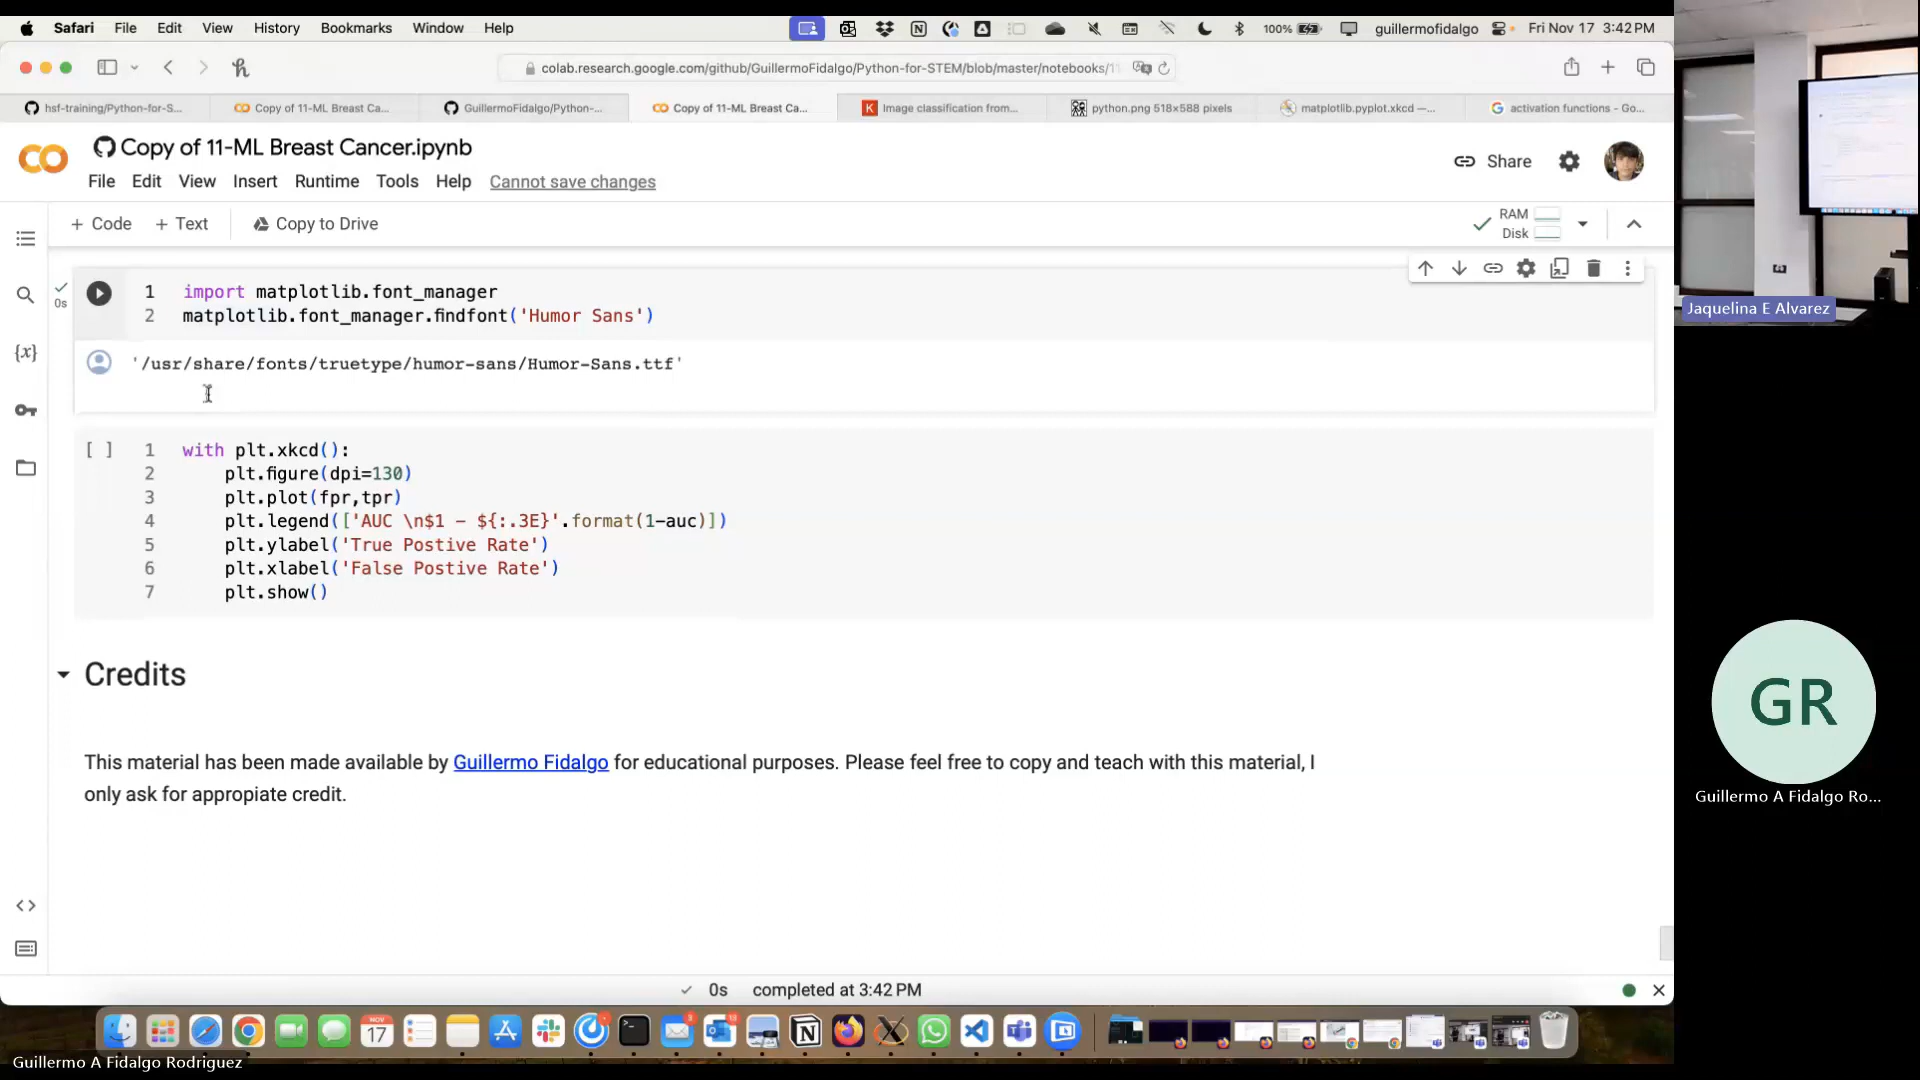 Safari File Edit View History Bookmarks Window Help
100% guillermofidalgo Fri Nov 17 3:42 PM
colab.research.google.com/github/GuillermoFidalgo/Python-for-STEM/blob/master/notebooks/1
hsf-training/Python-for-S... Copy of 11-ML Breast Ca... GuillermoFidalgo/Python-... Copy of 11-ML Breast Ca... Image classification from... python.png 518×588 pixels matplotlib.pyplot.xkcd —... activation functions - Go...
Copy of 11-ML Breast Cancer.ipynb
File Edit View Insert Runtime Tools Help Cannot save changes
Share
+ Code + Text Copy to Drive
RAM
Disk
0s
1 import matplotlib.font_manager
2 matplotlib.font_manager.findfont('Humor Sans')
'/usr/share/fonts/truetype/humor-sans/Humor-Sans.ttf'
[ ] 1 with plt.xkcd():
2 plt.figure(dpi=130)
3 plt.plot(fpr,tpr)
4 plt.legend(['AUC \n$1 - ${:.3E}'.format(1-auc)])
5 plt.ylabel('True Postive Rate')
6 plt.xlabel('False Postive Rate')
7 plt.show()
Credits
This material has been made available by Guillermo Fidalgo for educational purposes. Please feel free to copy and teach with this material, I
only ask for appropiate credit.
0s completed at 3:42 PM
NOV
17
Guillermo A Fidalgo Rodriguez
Jaquelina E Alvarez
GR
Guillermo A Fidalgo Ro...